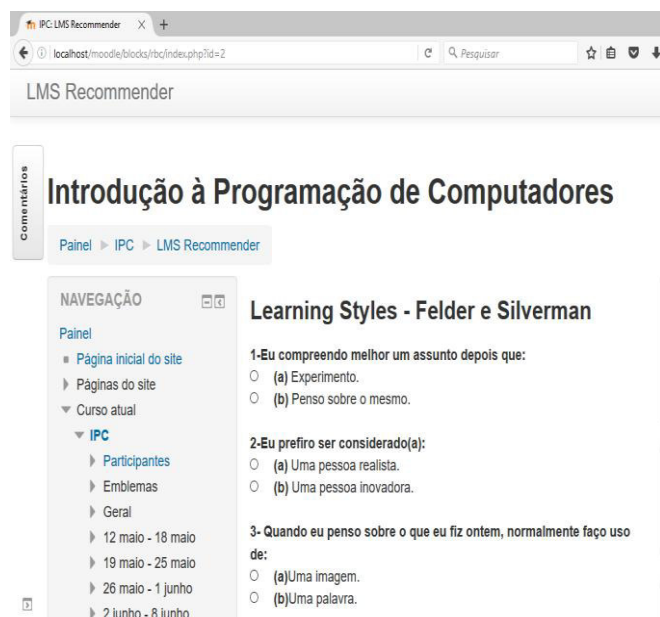 IPC: LMS Recommender
localhost/moodle/blocks/rbc/index.php?id=2
Pesquisar
LMS Recommender
Comentários
Introdução à Programação de Computadores
Painel
IPC
LMS Recommender
NAVEGAÇÃO
Painel
Página inicial do site
Páginas do site
Curso atual
IPC
Participantes
Emblemas
Geral
12 maio - 18 maio
19 maio - 25 maio
26 maio - 1 junho
2 junho - 8 junho
Learning Styles - Felder e Silverman
1-Eu compreendo melhor um assunto depois que:
(a) Experimento.
(b) Penso sobre o mesmo.
2-Eu prefiro ser considerado(a):
(a) Uma pessoa realista.
(b) Uma pessoa inovadora.
3- Quando eu penso sobre o que eu fiz ontem, normalmente faço uso
de:
(a)Uma imagem.
(b)Uma palavra.